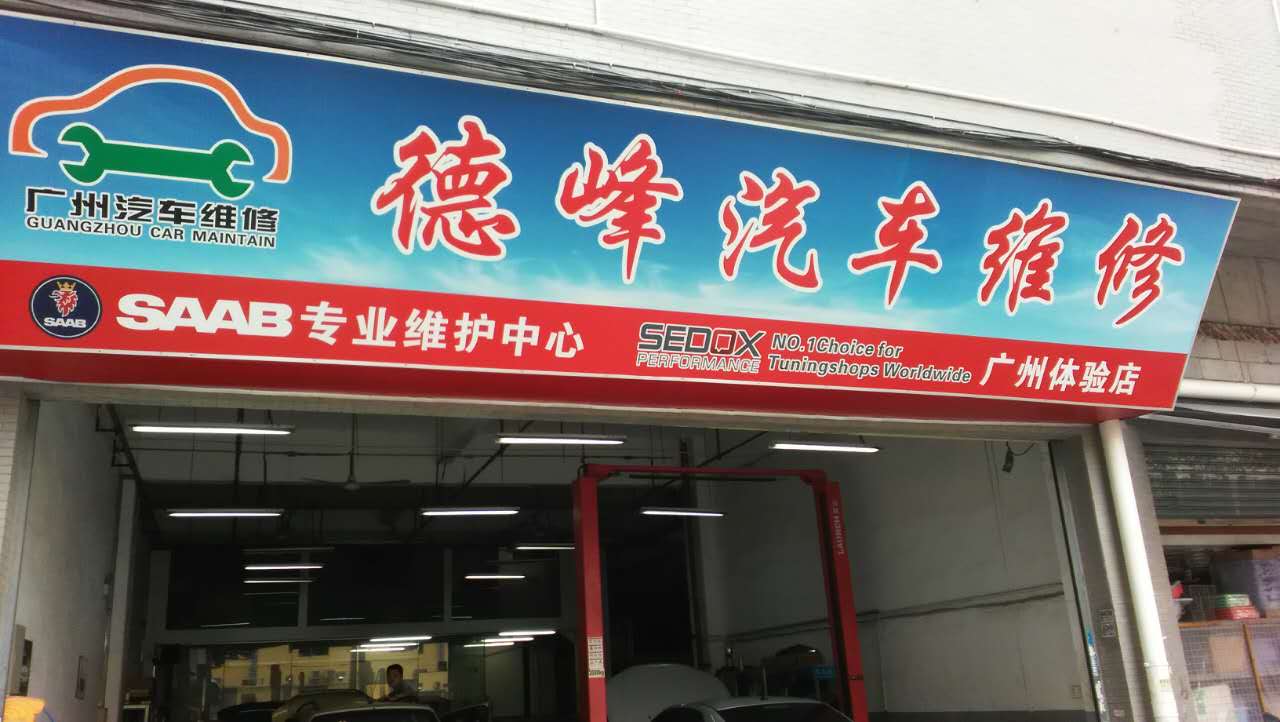 德峰汽车维修
广州汽车维修
GUANGZHOU CAR MAINTAIN
SAAB
SAAB专业维护中心
SEDOX
PERFORMANCE
NO.1Choice for
Tuningshops Worldwide
广州体验店
LAUNCH